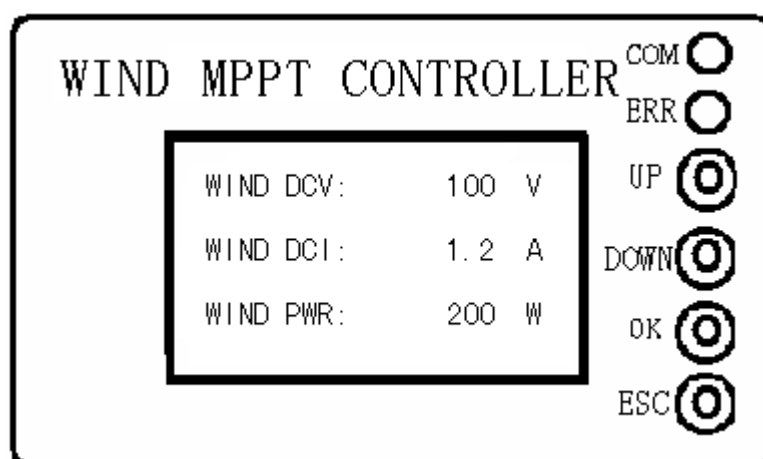 WIND MPPT CONTROLLER
COM
ERR
UP
DOWN
OK
ESC
WIND DCV: 100 V
WIND DCI: 1.2 A
WIND PWR: 200 W